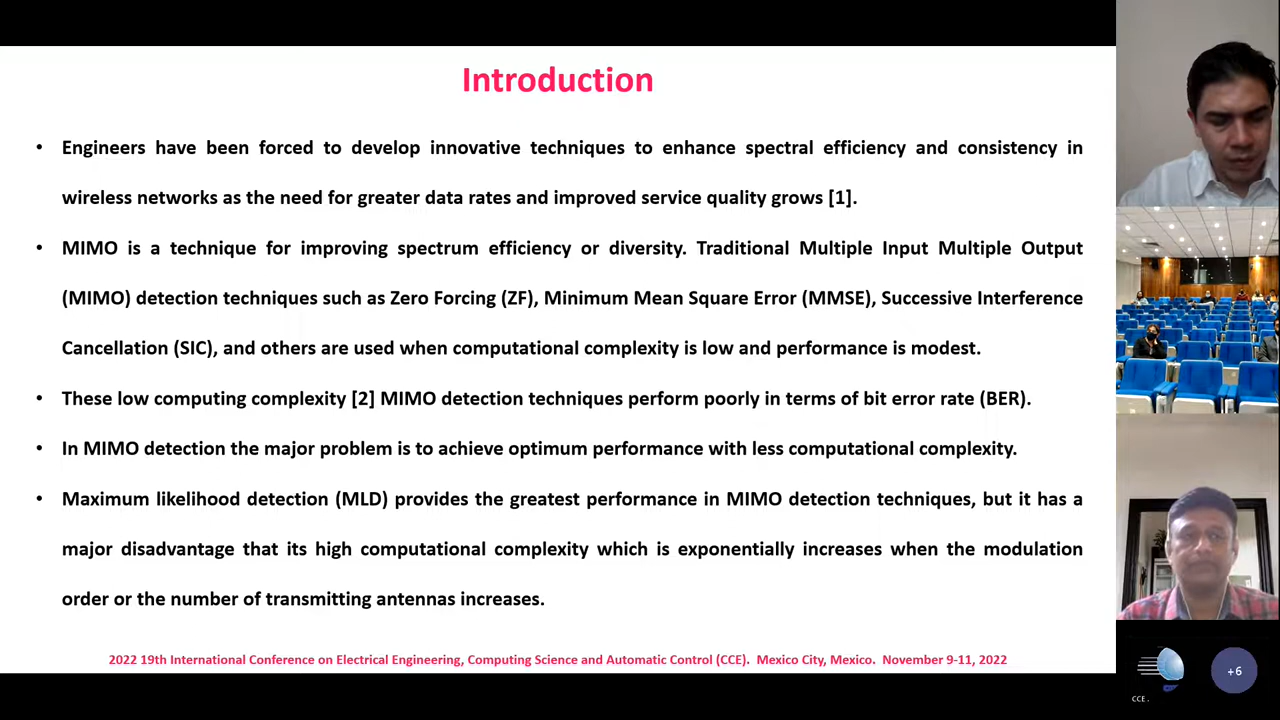 Introduction
• Engineers have been forced to develop innovative techniques to enhance spectral efficiency and consistency in
wireless networks as the need for greater data rates and improved service quality grows [1].
• MIMO is a technique for improving spectrum efficiency or diversity. Traditional Multiple Input Multiple Output
(MIMO) detection techniques such as Zero Forcing (ZF), Minimum Mean Square Error (MMSE), Successive Interference
Cancellation (SIC), and others are used when computational complexity is low and performance is modest.
• These low computing complexity [2] MIMO detection techniques perform poorly in terms of bit error rate (BER).
• In MIMO detection the major problem is to achieve optimum performance with less computational complexity.
• Maximum likelihood detection (MLD) provides the greatest performance in MIMO detection techniques, but it has a
major disadvantage that its high computational complexity which is exponentially increases when the modulation
order or the number of transmitting antennas increases.
2022 19th International Conference on Electrical Engineering, Computing Science and Automatic Control (CCE). Mexico City, Mexico. November 9-11, 2022
CCE .
+6